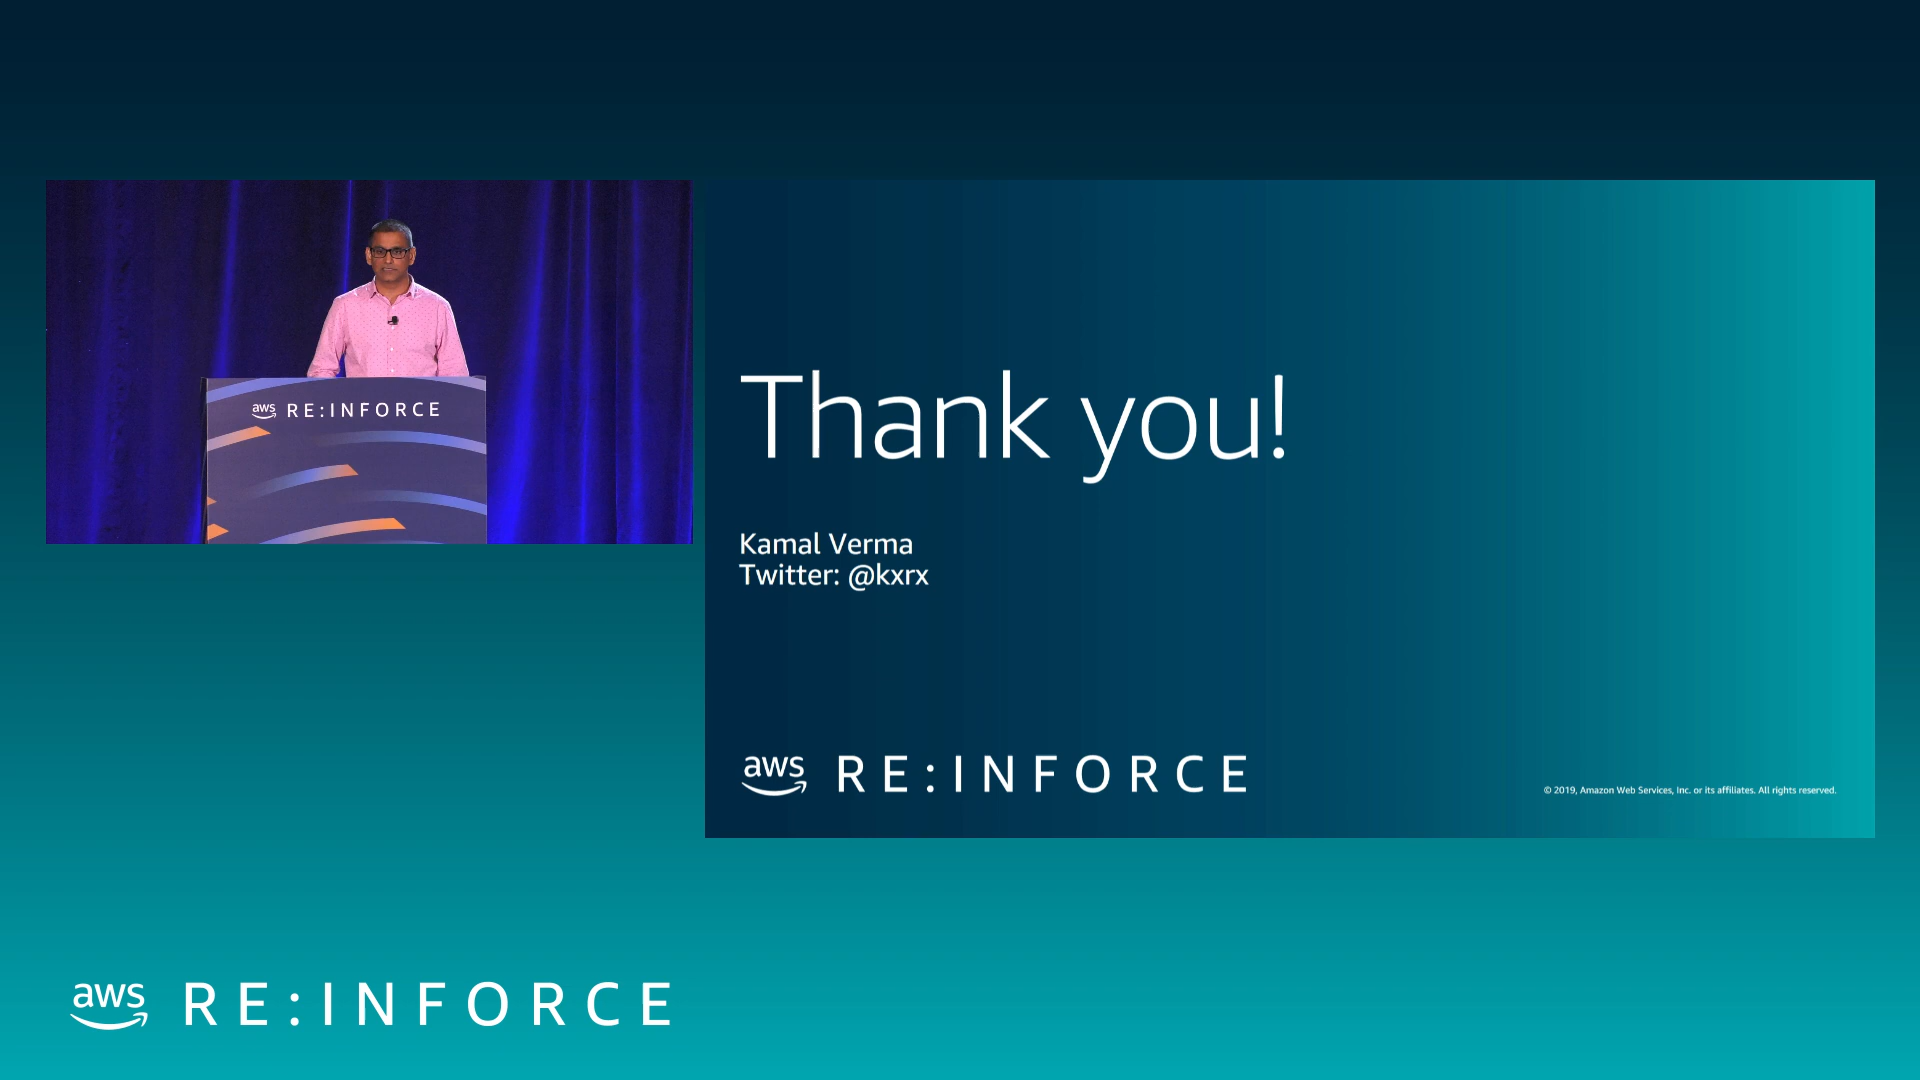 aws RE:INFORCE
Thank you!
Kamal Verma
Twitter: @kxrx
aws RE:INFORCE
© 2019, Amazon Web Services, Inc. or its affiliates. All rights reserved.
aws RE:INFORCE